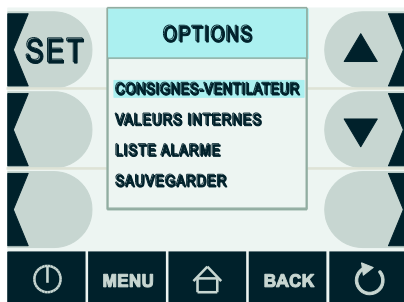 SET
OPTIONS
CONSIGNES-VENTILATEUR
VALEURS INTERNES
LISTE ALARME
SAUVEGARDER
MENU
BACK